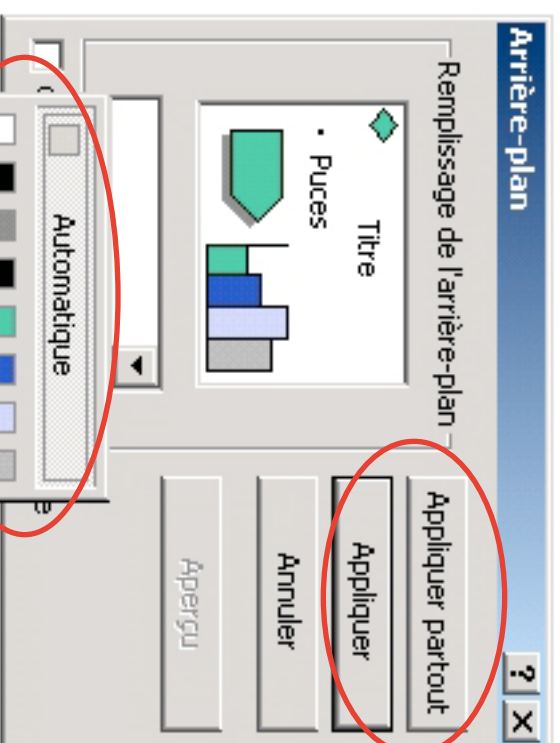 Arrière-plan
Remplissage de l'arrière-plan
Titre
• Puces
Automatique
Appliquer partout
Appliquer
Annuler
Aperçu